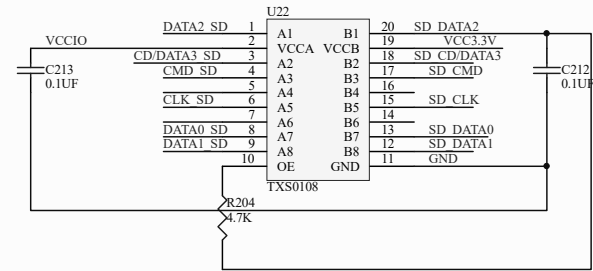 U22
DATA2_SD 1 A1 B1 20 SD_DATA2
VCCIO 2 VCCA VCCB 19 VCC3.3V
CD/DATA3_SD 3 A2 B2 18 SD_CD/DATA3
CMD_SD 4 A3 B3 17 SD_CMD
5 A4 B4 16
CLK_SD 6 A5 B5 15 SD_CLK
7 A6 B6 14
DATA0_SD 8 A7 B7 13 SD_DATA0
DATA1_SD 9 A8 B8 12 SD_DATA1
10 OE GND 11 GND
TXS0108
C213
0.1UF
C212
0.1UF
R204
4.7K